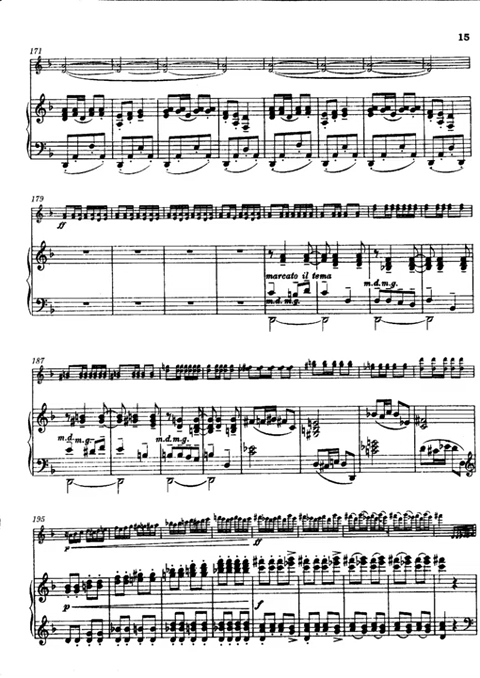 15
171
179
ff
marcato il tema
m.d. m.g. m.d. m.g.
187
m.d. m.g. m.d. m.g.
195
p ff
p f